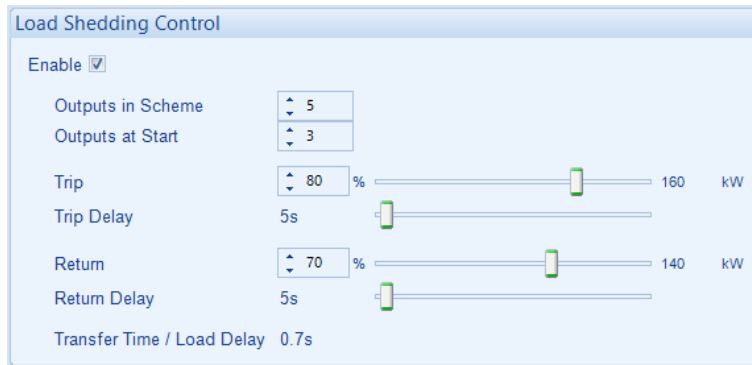 Load Shedding Control
Enable
Outputs in Scheme 5
Outputs at Start 3
Trip 80 % 160 kW
Trip Delay 5s
Return 70 % 140 kW
Return Delay 5s
Transfer Time / Load Delay 0.7s